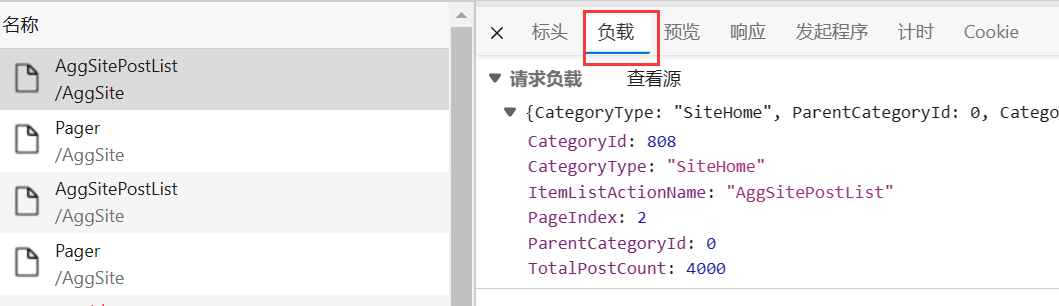 名称
AggSitePostList
/AggSite
Pager
/AggSite
AggSitePostList
/AggSite
Pager
/AggSite
标头 负载 预览 响应 发起程序 计时 Cookie
请求负载 查看源
{CategoryType: "SiteHome", ParentCategoryId: 0, Catego
CategoryId: 808
CategoryType: "SiteHome"
ItemListActionName: "AggSitePostList"
PageIndex: 2
ParentCategoryId: 0
TotalPostCount: 4000